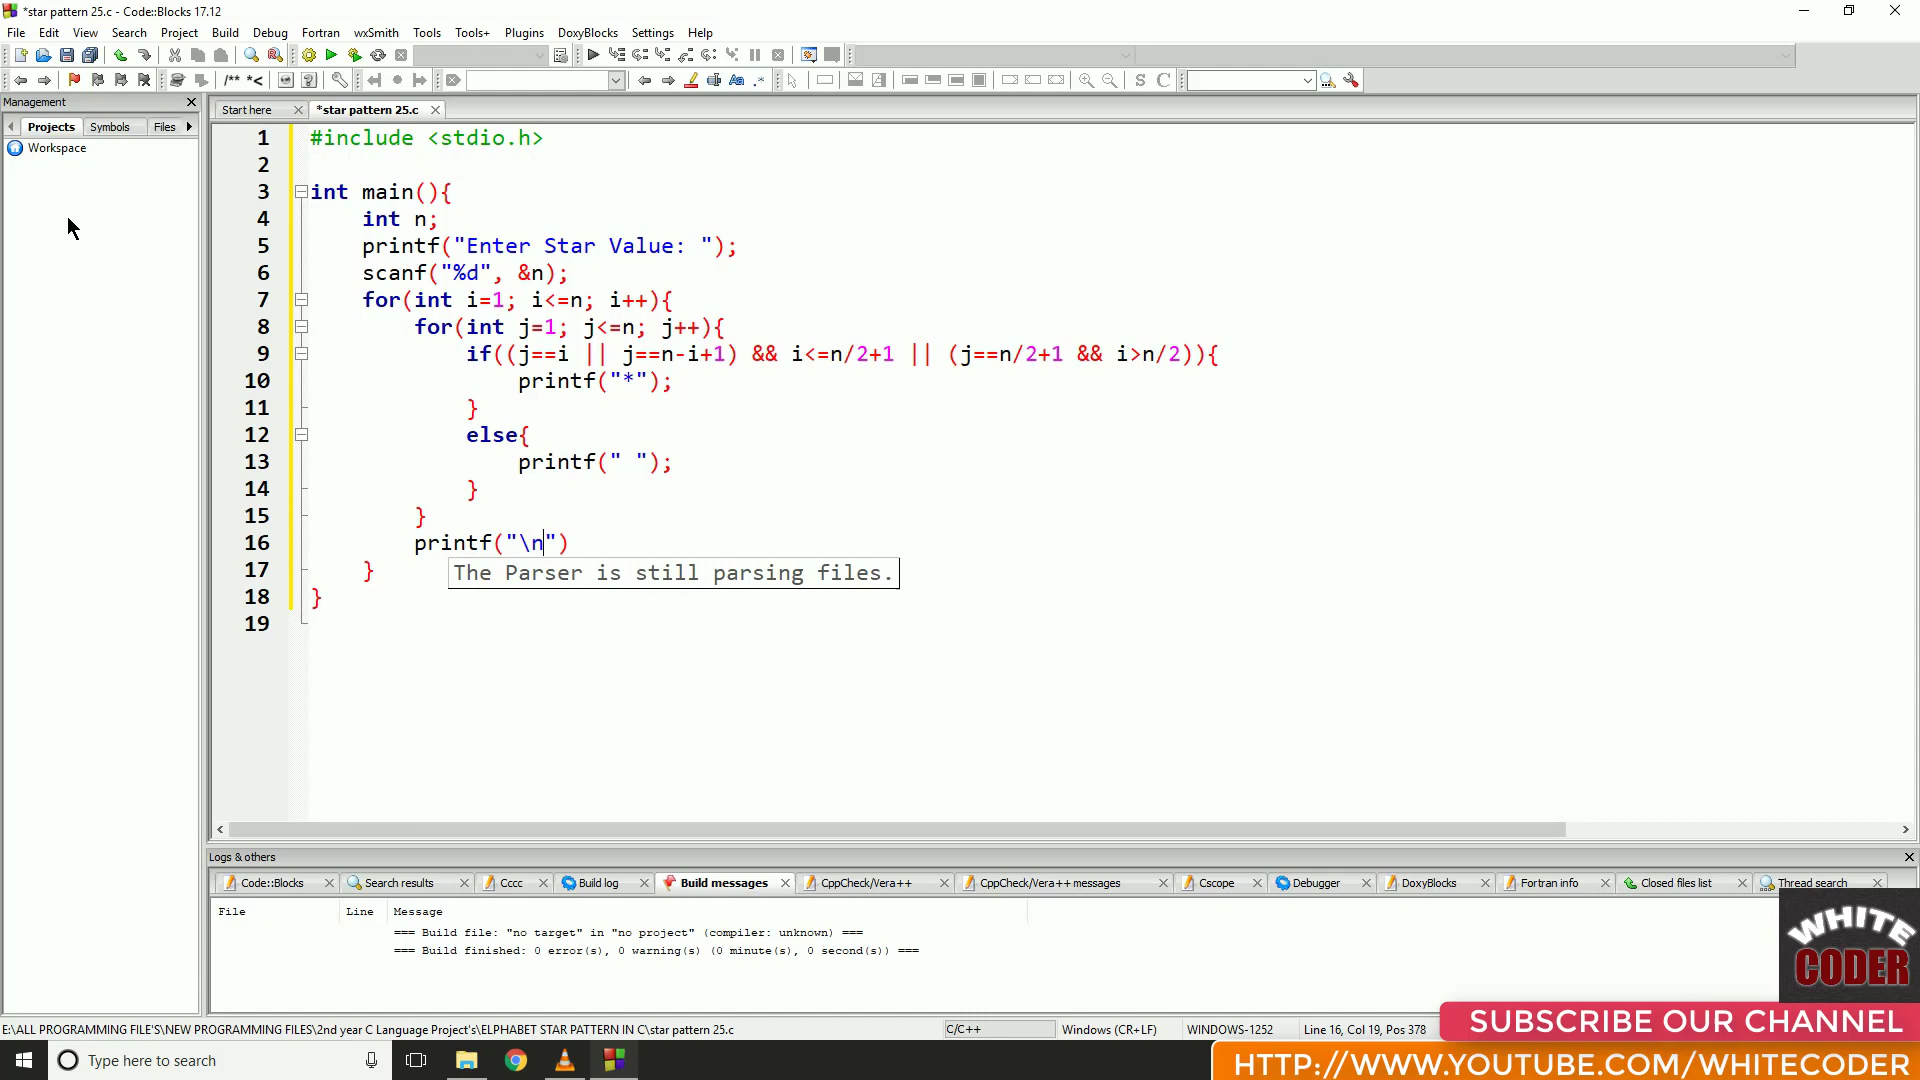 *star pattern 25.c - Code::Blocks 17.12
File Edit View Search Project Build Debug Fortran wxSmith Tools Tools+ Plugins DoxyBlocks Settings Help
/** *<
S C
Management
Projects Symbols Files
Workspace
Start here *star pattern 25.c
1 #include <stdio.h>
2
3 int main(){
4 int n;
5 printf("Enter Star Value: ");
6 scanf("%d", &n);
7 for(int i=1; i<=n; i++){
8 for(int j=1; j<=n; j++){
9 if((j==i || j==n-i+1) && i<=n/2+1 || (j==n/2+1 && i>n/2)){
10 printf("*");
11 }
12 else{
13 printf(" ");
14 }
15 }
16 printf("\n")
The Parser is still parsing files.
17 }
18 }
19
Logs & others
Code::Blocks Search results Cccc Build log Build messages CppCheck/Vera++ CppCheck/Vera++ messages Cscope Debugger DoxyBlocks Fortran info Closed files list Thread search
File Line Message
=== Build file: "no target" in "no project" (compiler: unknown) ===
=== Build finished: 0 error(s), 0 warning(s) (0 minute(s), 0 second(s)) ===
WHITE
CODER
E:\ALL PROGRAMMING FILE'S\NEW PROGRAMMING FILES\2nd year C Language Project's\ELPHABET STAR PATTERN IN C\star pattern 25.c C/C++ Windows (CR+LF) WINDOWS-1252 Line 16, Col 19, Pos 378
SUBSCRIBE OUR CHANNEL
Type here to search
HTTP://WWW.YOUTUBE.COM/WHITECODER